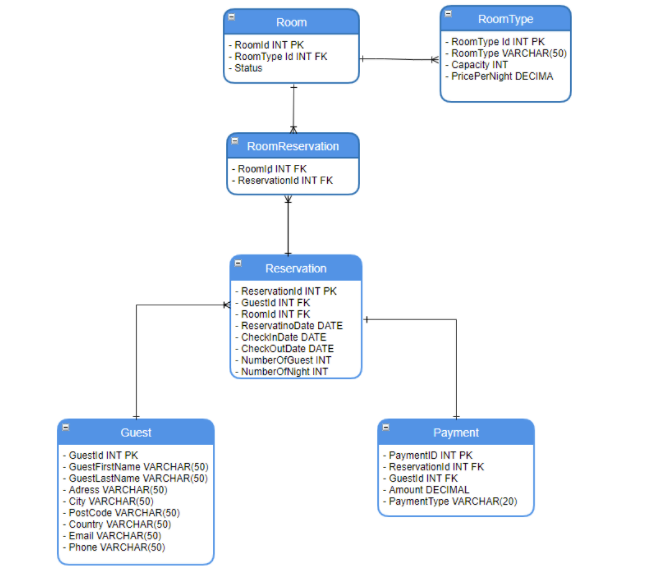 Room
- RoomId INT PK
- RoomType Id INT FK
- Status
RoomType
- RoomType Id INT PK
- RoomType VARCHAR(50)
- Capacity INT
- PricePerNight DECIMA
RoomReservation
- RoomId INT FK
- ReservationId INT FK
Reservation
- ReservationId INT PK
- GuestId INT FK
- RoomId INT FK
- ReservatinoDate DATE
- CheckInDate DATE
- CheckOutDate DATE
- NumberOfGuest INT
- NumberOfNight INT
Guest
- GuestId INT PK
- GuestFirstName VARCHAR(50)
- GuestLastName VARCHAR(50)
- Adress VARCHAR(50)
- City VARCHAR(50)
- PostCode VARCHAR(50)
- Country VARCHAR(50)
- Email VARCHAR(50)
- Phone VARCHAR(50)
Payment
- PaymentID INT PK
- ReservationId INT FK
- GuestId INT FK
- Amount DECIMAL
- PaymentType VARCHAR(20)